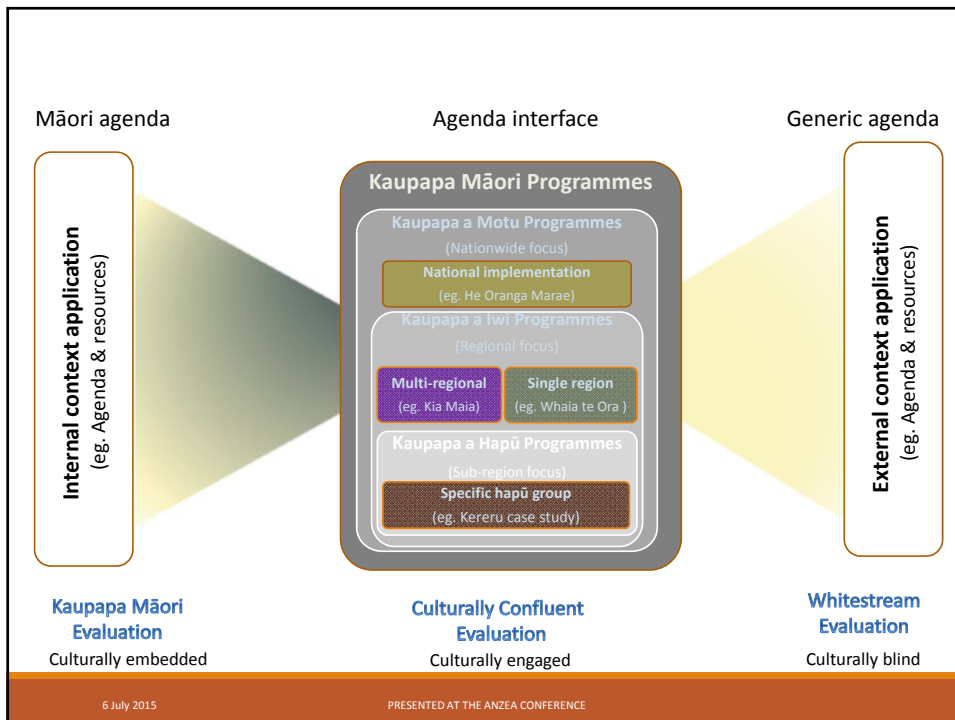 Māori agenda
Agenda interface
Generic agenda
Internal context application
(eg. Agenda & resources)
Kaupapa Māori Programmes
Kaupapa a Motu Programmes
(Nationwide focus)
National implementation
(eg. He Oranga Marae)
Kaupapa a Iwi Programmes
(Regional focus)
Multi-regional
(eg. Kia Maia)
Single region
(eg. Whaia te Ora )
Kaupapa a Hapū Programmes
(Sub-region focus)
Specific hapū group
(eg. Kereru case study)
External context application
(eg. Agenda & resources)
Kaupapa Māori
Evaluation
Culturally embedded
Culturally Confluent
Evaluation
Culturally engaged
Whitestream
Evaluation
Culturally blind
6 July 2015
PRESENTED AT THE ANZEA CONFERENCE